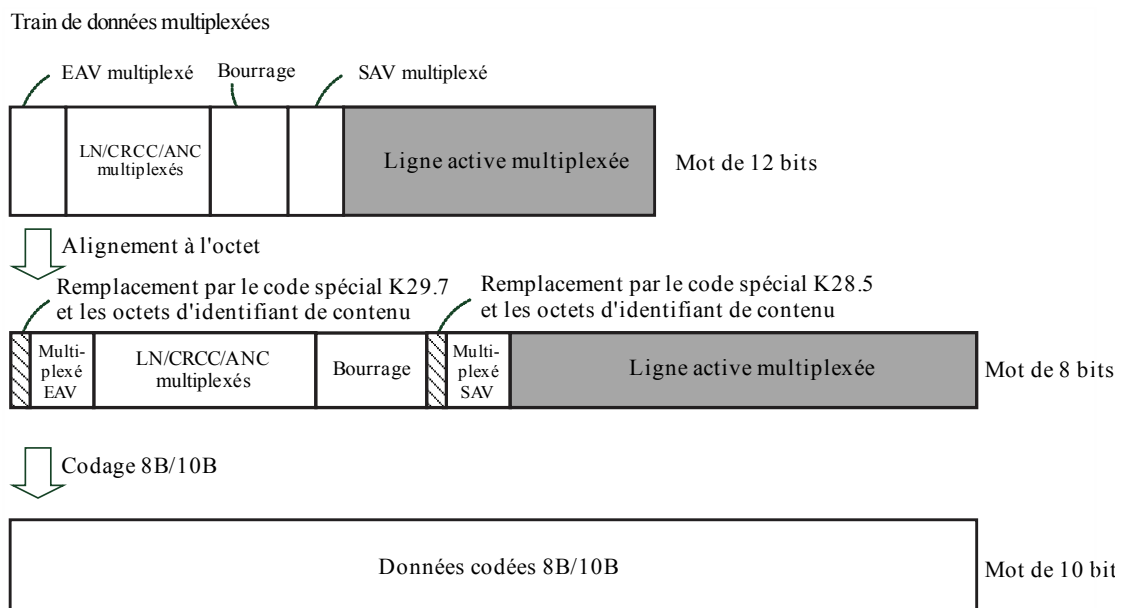 Train de données multiplexées
EAV multiplexé
Bourrage
SAV multiplexé
LN/CRCC/ANC
multiplexés
Ligne active multiplexée
Mot de 12 bits
Alignement à l'octet
Remplacement par le code spécial K29.7
et les octets d'identifiant de contenu
Remplacement par le code spécial K28.5
et les octets d'identifiant de contenu
Multi-
plexé
EAV
LN/CRCC/ANC
multiplexés
Bourrage
Multi-
plexé
SAV
Ligne active multiplexée
Mot de 8 bits
Codage 8B/10B
Données codées 8B/10B
Mot de 10 bit